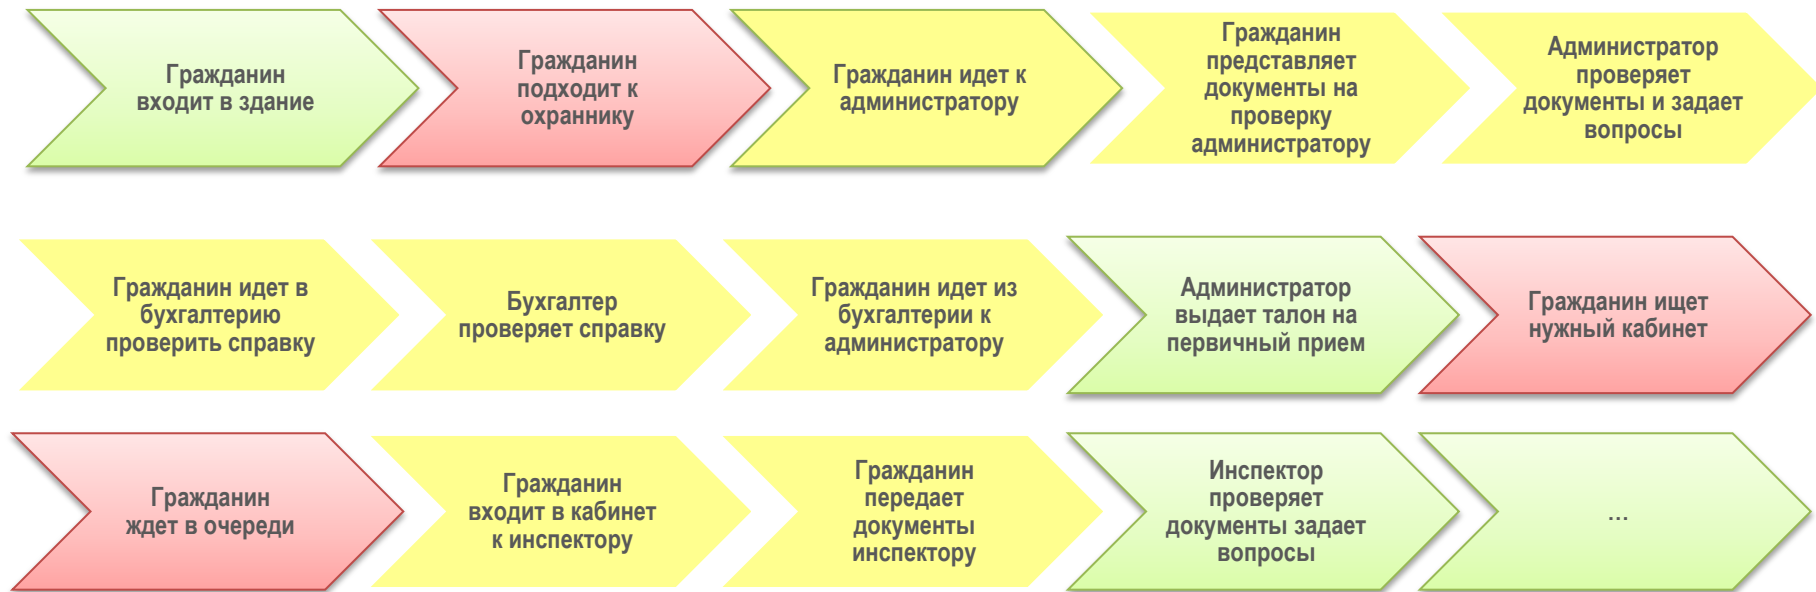 Гражданин
входит в здание
Гражданин
подходит к
охраннику
Гражданин идет к
администратору
Гражданин
представляет
документы на
проверку
администратору
Администратор
проверяет
документы и задает
вопросы
Гражданин идет в
бухгалтерию
проверить справку
Бухгалтер
проверяет справку
Гражданин идет из
бухгалтерии к
администратору
Администратор
выдает талон на
первичный прием
Гражданин ищет
нужный кабинет
Гражданин
ждет в очереди
Гражданин
входит в кабинет
к инспектору
Гражданин
передает
документы
инспектору
Инспектор
проверяет
документы задает
вопросы
...